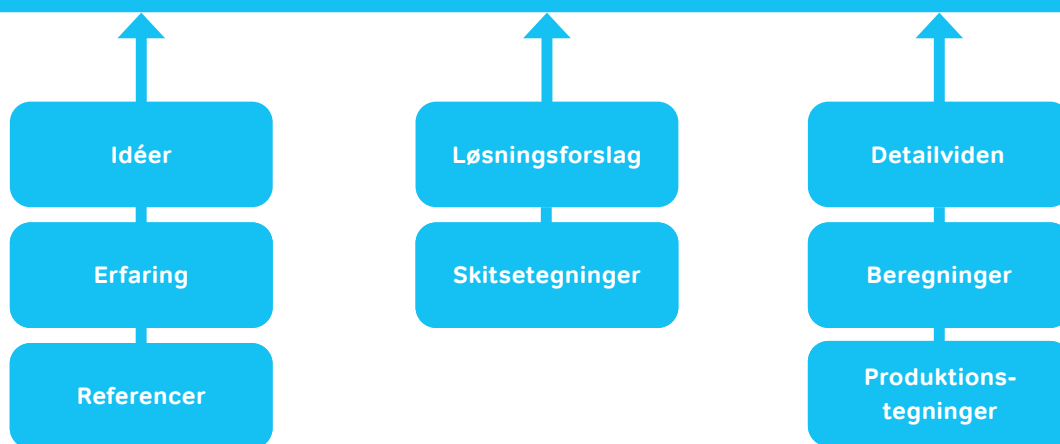 Idéer
Erfaring
Referencer
Løsningsforslag
Skitsetegninger
Detailviden
Beregninger
Produktions-
tegninger